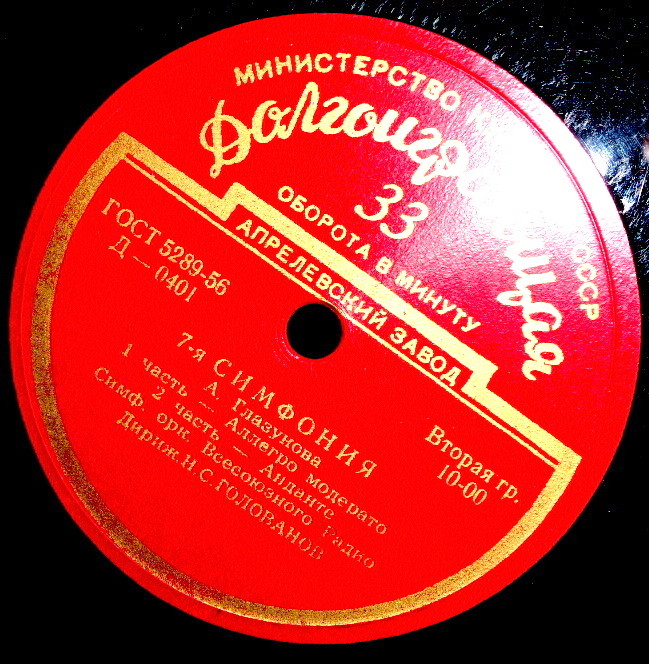 МИНИСТЕРСТВО К
Долгоиграющая
СССР
33
ОБОРОТА В МИНУТУ
АПРЕЛЕВСКИЙ ЗАВОД
ГОСТ 5289-56
Д — 0401
Вторая гр.
10-00
7-я СИМФОНИЯ
А. Глазунова
1 часть — Аллегро модерато
2 часть — Анданте
Симф. орк. Всесоюзного Радио
Дириж. Н. С. ГОЛОВАНОВ